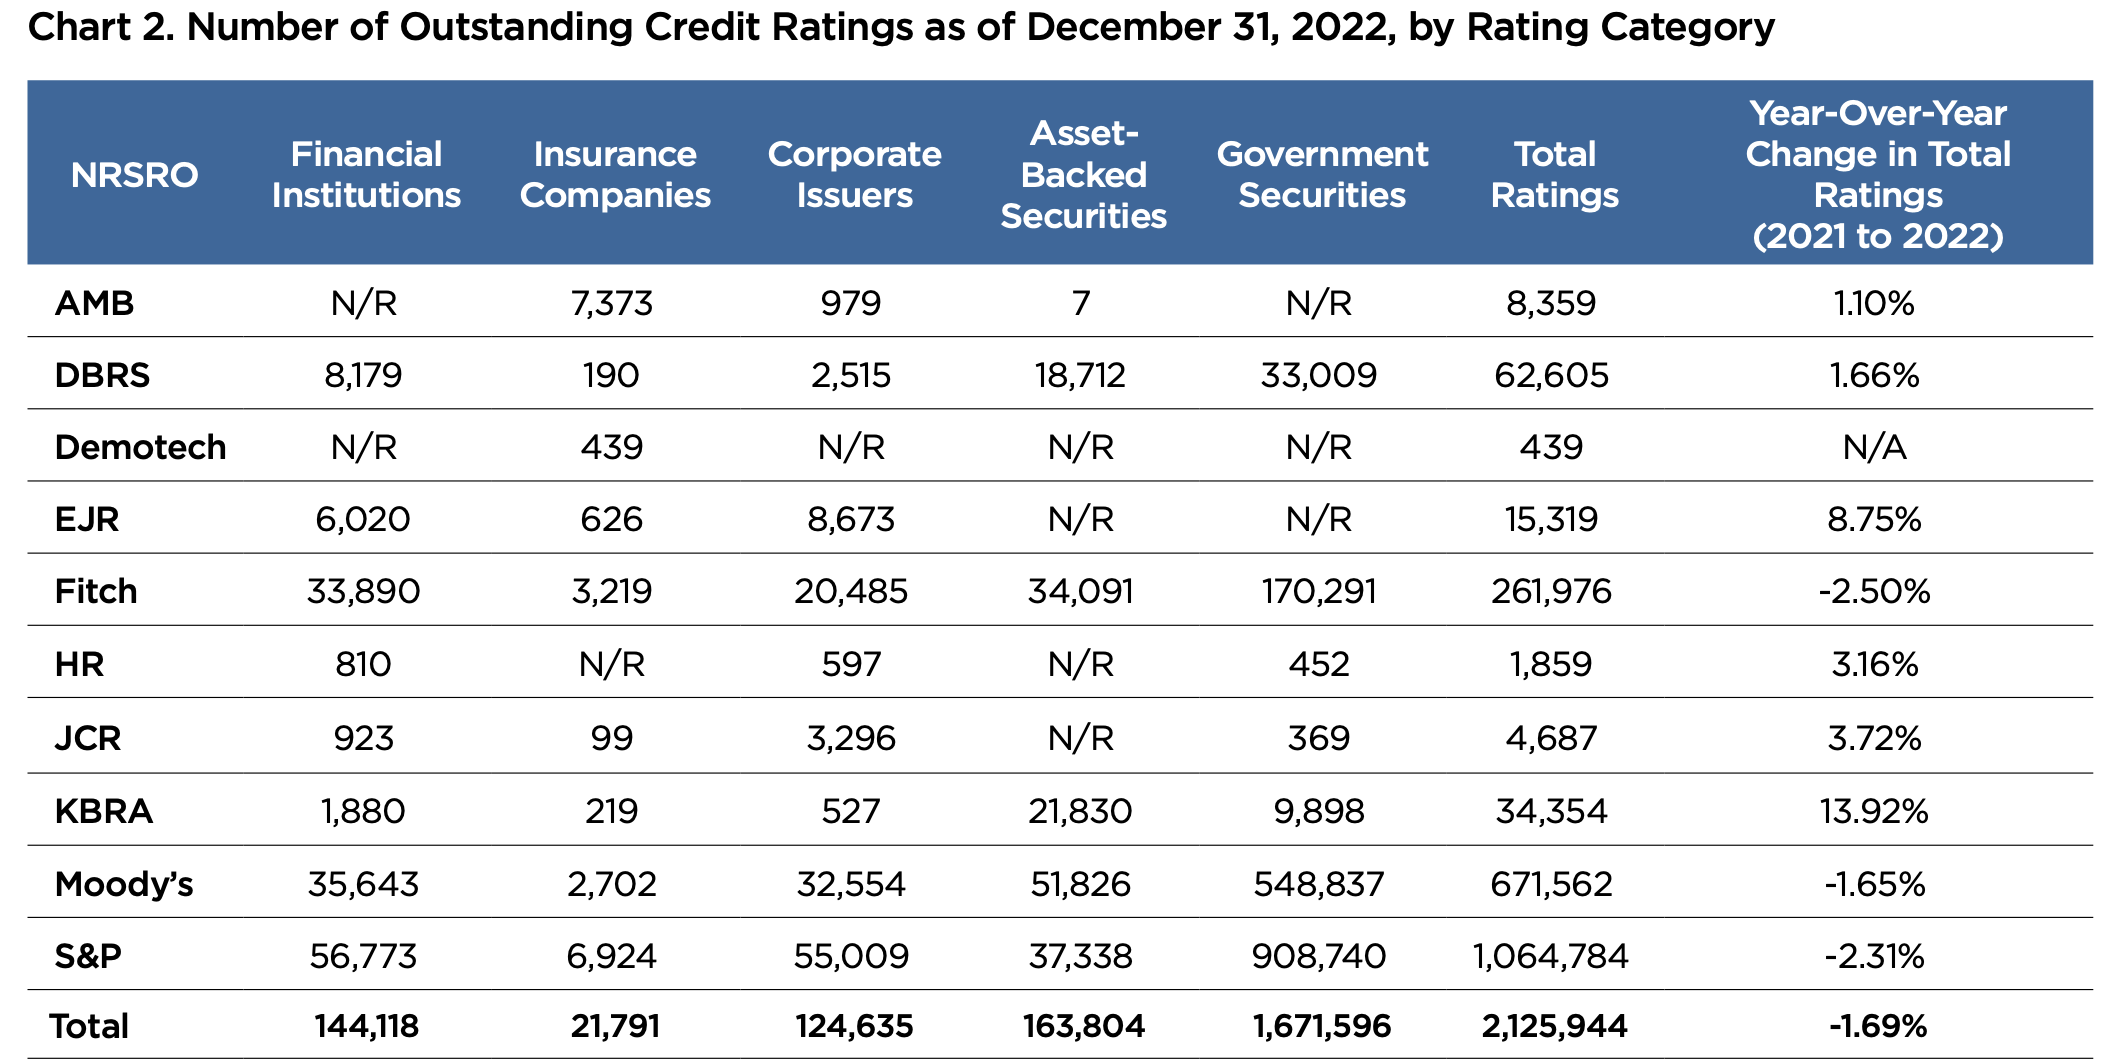 Chart 2. Number of Outstanding Credit Ratings as of December 31, 2022, by Rating Category
NRSRO Financial Institutions Insurance Companies Corporate Issuers Asset-Backed Securities Government Securities Total Ratings Year-Over-Year Change in Total Ratings (2021 to 2022)
AMB N/R 7,373 979 7 N/R 8,359 1.10%
DBRS 8,179 190 2,515 18,712 33,009 62,605 1.66%
Demotech N/R 439 N/R N/R N/R 439 N/A
EJR 6,020 626 8,673 N/R N/R 15,319 8.75%
Fitch 33,890 3,219 20,485 34,091 170,291 261,976 -2.50%
HR 810 N/R 597 N/R 452 1,859 3.16%
JCR 923 99 3,296 N/R 369 4,687 3.72%
KBRA 1,880 219 527 21,830 9,898 34,354 13.92%
Moody’s 35,643 2,702 32,554 51,826 548,837 671,562 -1.65%
S&P 56,773 6,924 55,009 37,338 908,740 1,064,784 -2.31%
Total 144,118 21,791 124,635 163,804 1,671,596 2,125,944 -1.69%